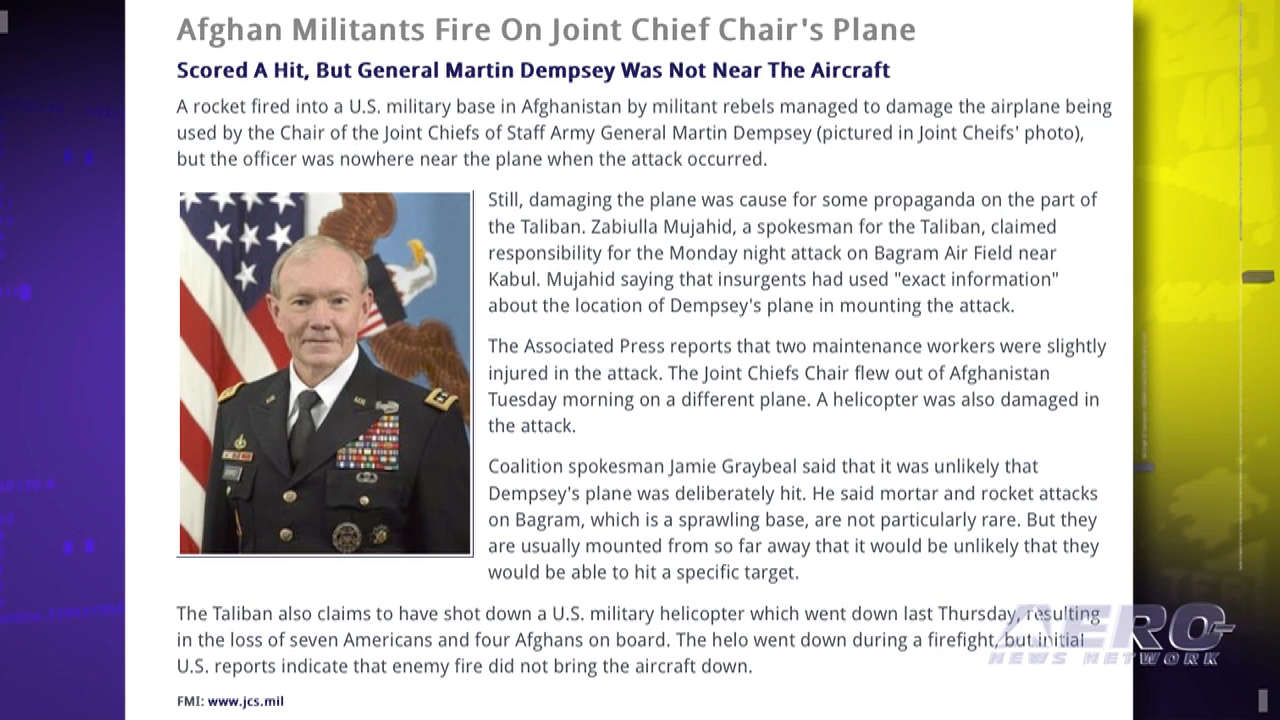 Afghan Militants Fire On Joint Chief Chair's Plane
Scored A Hit, But General Martin Dempsey Was Not Near The Aircraft
A rocket fired into a U.S. military base in Afghanistan by militant rebels managed to damage the airplane being
used by the Chair of the Joint Chiefs of Staff Army General Martin Dempsey (pictured in Joint Cheifs' photo),
but the officer was nowhere near the plane when the attack occurred.
Still, damaging the plane was cause for some propaganda on the part of
the Taliban. Zabiulla Mujahid, a spokesman for the Taliban, claimed
responsibility for the Monday night attack on Bagram Air Field near
Kabul. Mujahid saying that insurgents had used "exact information"
about the location of Dempsey's plane in mounting the attack.
The Associated Press reports that two maintenance workers were slightly
injured in the attack. The Joint Chiefs Chair flew out of Afghanistan
Tuesday morning on a different plane. A helicopter was also damaged in
the attack.
Coalition spokesman Jamie Graybeal said that it was unlikely that
Dempsey's plane was deliberately hit. He said mortar and rocket attacks
on Bagram, which is a sprawling base, are not particularly rare. But they
are usually mounted from so far away that it would be unlikely that they
would be able to hit a specific target.
The Taliban also claims to have shot down a U.S. military helicopter which went down last Thursday, resulting
in the loss of seven Americans and four Afghans on board. The helo went down during a firefight, but initial
U.S. reports indicate that enemy fire did not bring the aircraft down.
AERO
NEWS NETWORK
FMI: www.jcs.mil